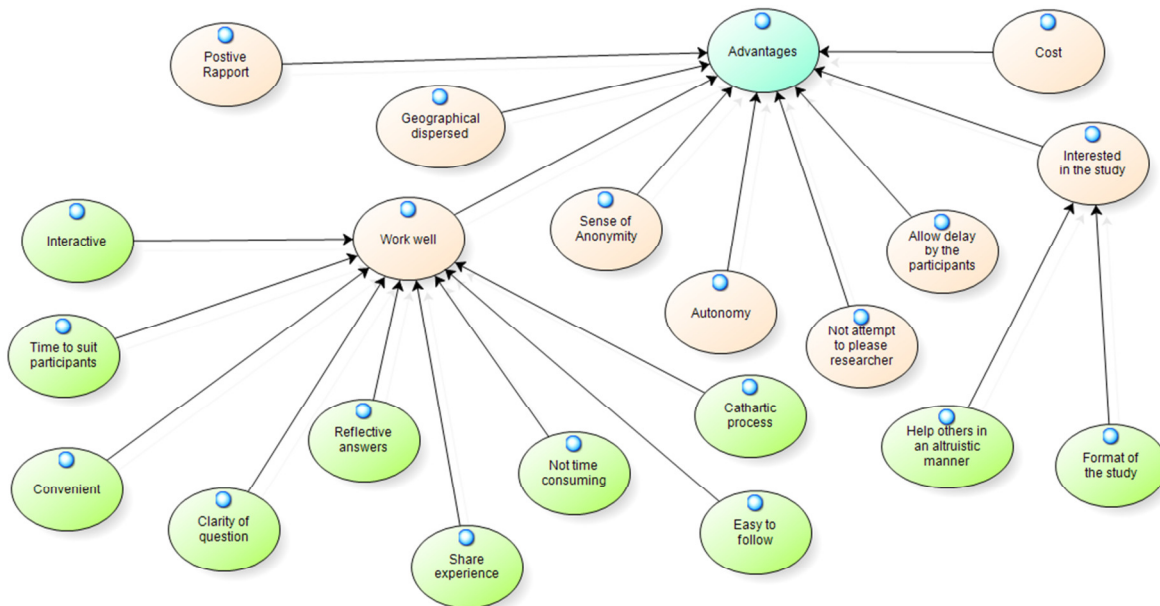 Postive
Rapport
Advantages
Cost
Geographical
dispersed
Interested
in the study
Interactive
Work well
Sense of
Anonymity
Allow delay
by the
participants
Time to suit
participants
Autonomy
Not attempt
to please
researcher
Reflective
answers
Cathartic
process
Help others in
an altruistic
manner
Format of
the study
Convenient
Not time
consuming
Clarity of
question
Share
experience
Easy to
follow